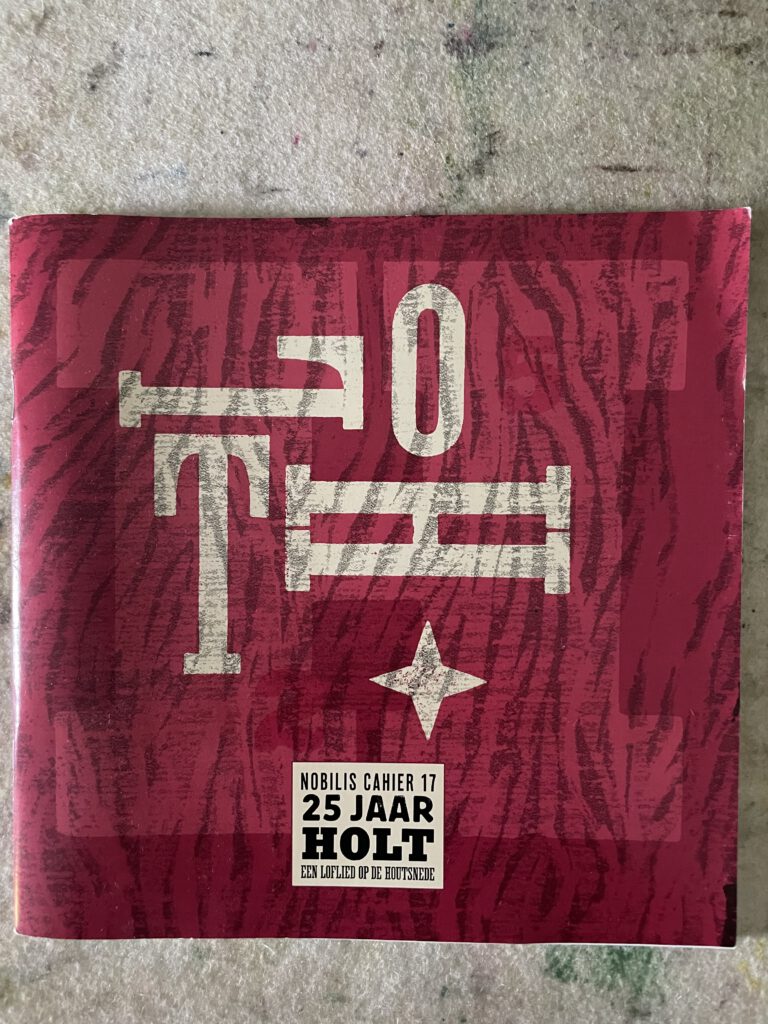 L O
T H
NOBILIS CAHIER 17
25 JAAR
HOLT
EEN LOFLIED OP DE HOUTSNEDE